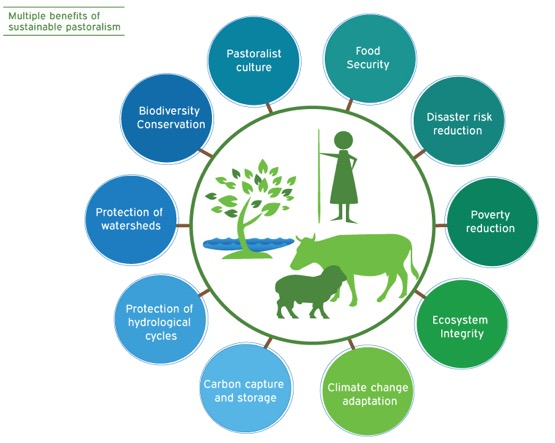 Multiple benefits of
sustainable pastoralism
Pastoralist
culture
Food
Security
Disaster risk
reduction
Poverty
reduction
Ecosystem
Integrity
Climate change
adaptation
Carbon capture
and storage
Protection of
hydrological
cycles
Protection of
watersheds
Biodiversity
Conservation